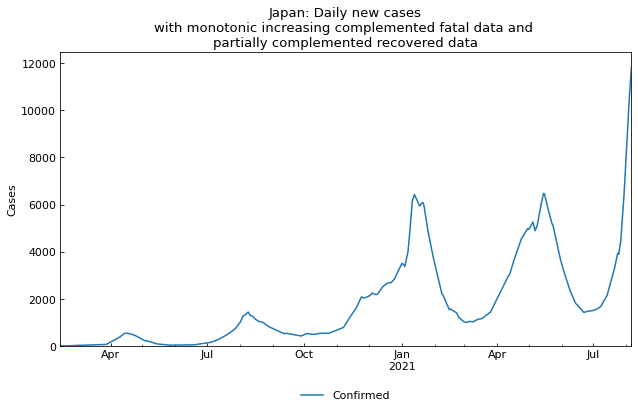 Japan: Daily new cases
with monotonic increasing complemented fatal data and
partially complemented recovered data
12000
10000
8000
6000
4000
2000
0
Cases
Apr
Jul
Oct
Jan
2021
Apr
Jul
Confirmed